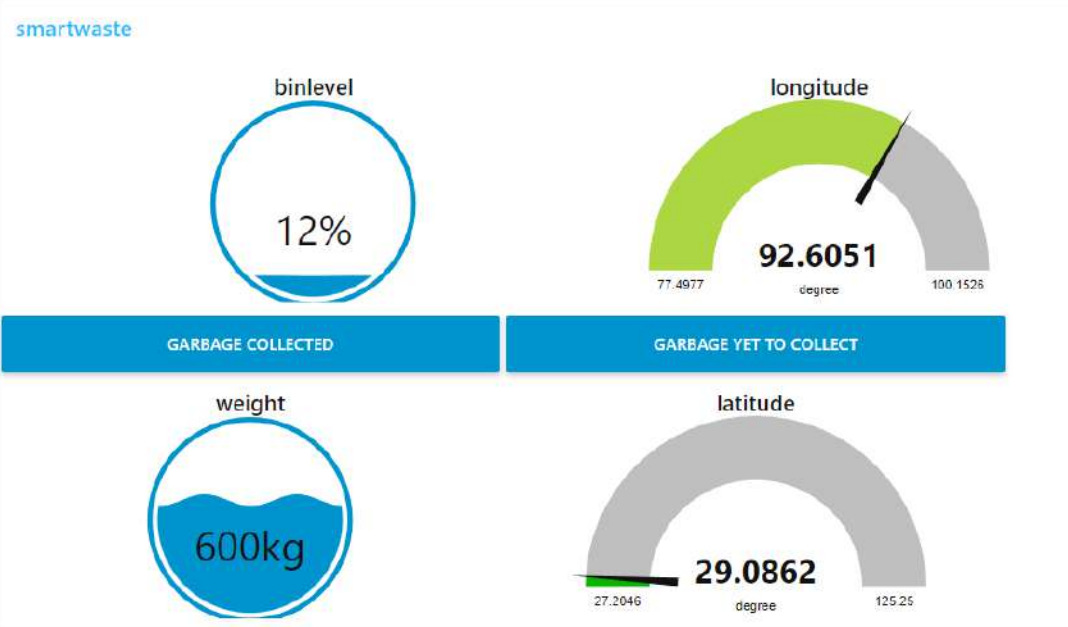 smartwaste
binlevel
12%
longitude
92.6051
77.4977
degree
100.1526
GARBAGE COLLECTED
GARBAGE YET TO COLLECT
weight
600kg
latitude
29.0862
27.2046
degree
125.25